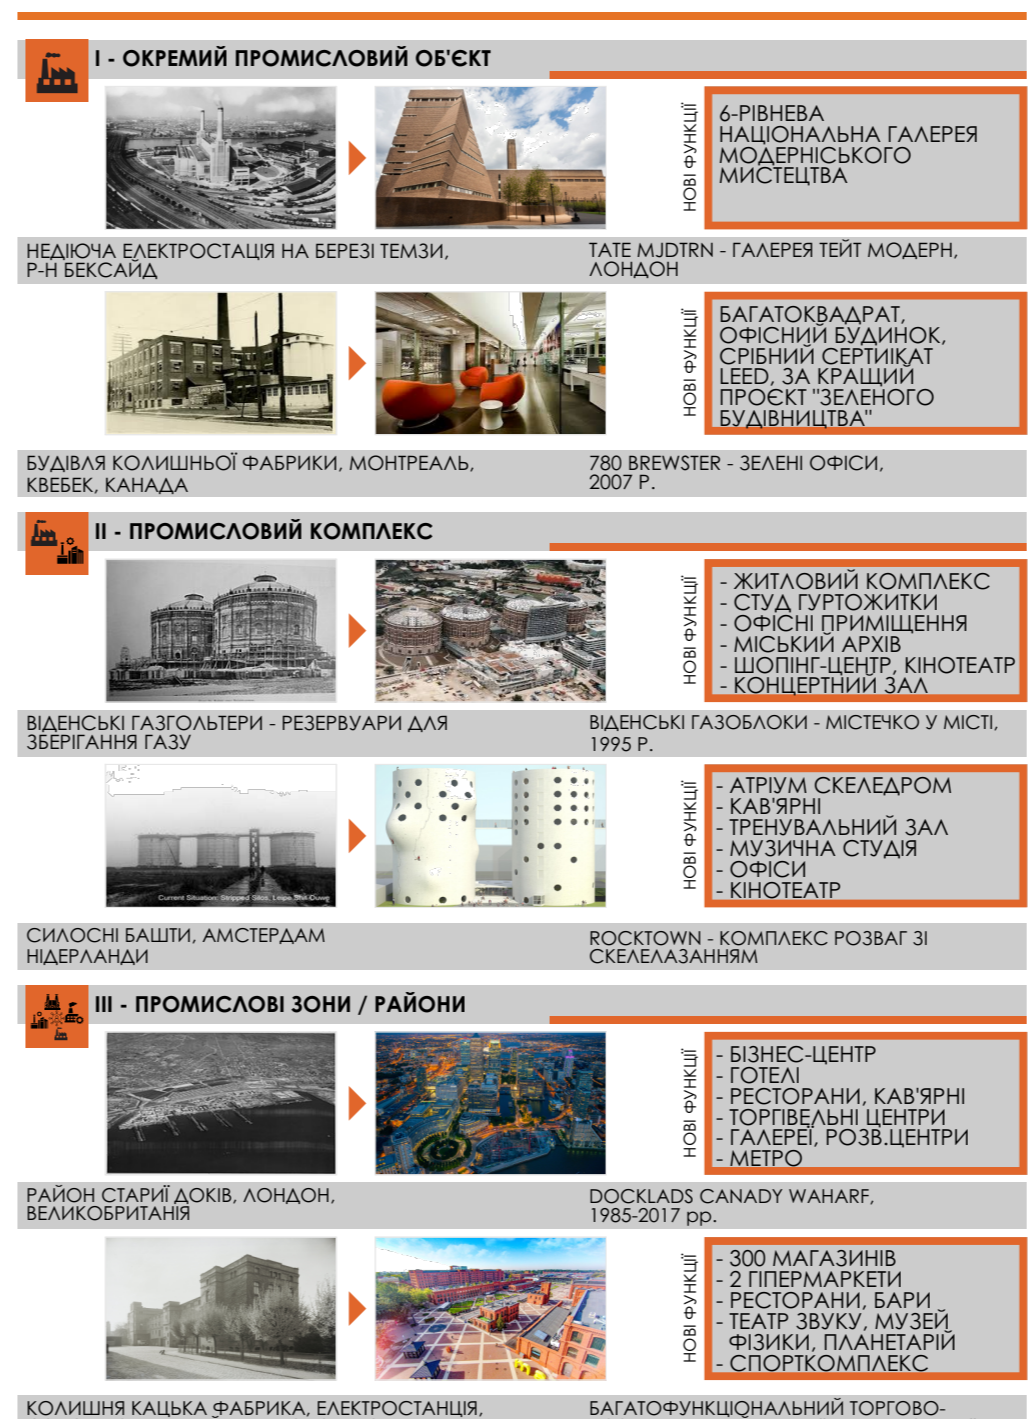 I - ОКРЕМИЙ ПРОМИСЛОВИЙ ОБ'ЄКТ
НОВІ ФУНКЦІЇ
6-РІВНЕВА
НАЦІОНАЛЬНА ГАЛЕРЕЯ
МОДЕРНІСЬКОГО
МИСТЕЦТВА
НЕДІЮЧА ЕЛЕКТРОСТАЦІЯ НА БЕРЕЗІ ТЕМЗИ,
Р-Н БЕКСАЙД
TATE MJDTRN - ГАЛЕРЕЯ ТЕЙТ МОДЕРН,
ЛОНДОН
НОВІ ФУНКЦІЇ
БАГАТОКВАДРАТ,
ОФІСНИЙ БУДИНОК,
СРІБНИЙ СЕРТИІКАТ
LEED, ЗА КРАЩИЙ
ПРОЄКТ "ЗЕЛЕНОГО
БУДІВНИЦТВА"
БУДІВЛЯ КОЛИШНЬОЇ ФАБРИКИ, МОНТРЕАЛЬ,
КВЕБЕК, КАНАДА
780 BREWSTER - ЗЕЛЕНІ ОФІСИ,
2007 Р.
II - ПРОМИСЛОВИЙ КОМПЛЕКС
НОВІ ФУНКЦІЇ
- ЖИТЛОВИЙ КОМПЛЕКС
- СТУД ГУРТОЖИТКИ
- ОФІСНІ ПРИМІЩЕННЯ
- МІСЬКИЙ АРХІВ
- ШОПІНГ-ЦЕНТР, КІНОТЕАТР
- КОНЦЕРТНИЙ ЗАЛ
ВІДЕНСЬКІ ГАЗГОЛЬТЕРИ - РЕЗЕРВУАРИ ДЛЯ
ЗБЕРІГАННЯ ГАЗУ
ВІДЕНСЬКІ ГАЗОБЛОКИ - МІСТЕЧКО У МІСТІ,
1995 Р.
Current Situation: Stripped Silos,
НОВІ ФУНКЦІЇ
- АТРІУМ СКЕЛЕДРОМ
- КАВ'ЯРНІ
- ТРЕНУВАЛЬНИЙ ЗАЛ
- МУЗИЧНА СТУДІЯ
- ОФІСИ
- КІНОТЕАТР
СИЛОСНІ БАШТИ, АМСТЕРДАМ
НІДЕРЛАНДИ
ROCKTOWN - КОМПЛЕКС РОЗВАГ ЗІ
СКЕЛЕЛАЗАННЯМ
III - ПРОМИСЛОВІ ЗОНИ / РАЙОНИ
НОВІ ФУНКЦІЇ
- БІЗНЕС-ЦЕНТР
- ГОТЕЛІ
- РЕСТОРАНИ, КАВ'ЯРНІ
- ТОРГІВЕЛЬНІ ЦЕНТРИ
- ГАЛЕРЕЇ, РОЗВ.ЦЕНТРИ
- МЕТРО
РАЙОН СТАРИЇ ДОКІВ, ЛОНДОН,
ВЕЛИКОБРИТАНІЯ
DOCKLADS CANADY WAHARF,
1985-2017 рр.
НОВІ ФУНКЦІЇ
- 300 МАГАЗИНІВ
- 2 ГІПЕРМАРКЕТИ
- РЕСТОРАНИ, БАРИ
- ТЕАТР ЗВУКУ, МУЗЕЙ
ФІЗИКИ, ПЛАНЕТАРІЙ
- СПОРТКОМПЛЕКС
КОЛИШНЯ КАЦЬКА ФАБРИКА, ЕЛЕКТРОСТАНЦІЯ,
БАГАТОФУНКЦІОНАЛЬНИЙ ТОРГОВО-